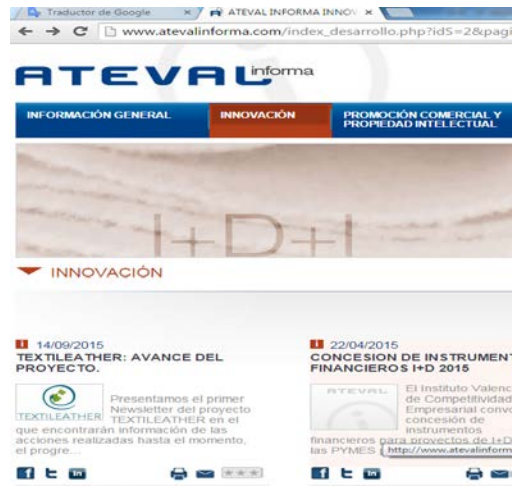 Traductor de Google
ATEVAL INFORMA INNOV
www.atevalinforma.com/index_desarrollo.php?idS=2&pagi
ATEVAL informa
INFORMACIÓN GENERAL
INNOVACIÓN
PROMOCIÓN COMERCIAL Y
PROPIEDAD INTELECTUAL
I+D+I
INNOVACIÓN
14/09/2015
TEXTILEATHER: AVANCE DEL
PROYECTO.
TEXTILEATHER
Presentamos el primer
Newsletter del proyecto
TEXTILEATHER en el
que encontrarán información de las
acciones realizadas hasta el momento,
el progre...
22/04/2015
CONCESION DE INSTRUMENT
FINANCIEROS I+D 2015
ATEVAL
El Instituto Valenc
de Competitividad
Empresarial convo
concesión de
instrumentos
financieros para proyectos de I+D
las PYMES
http://www.atevalinform